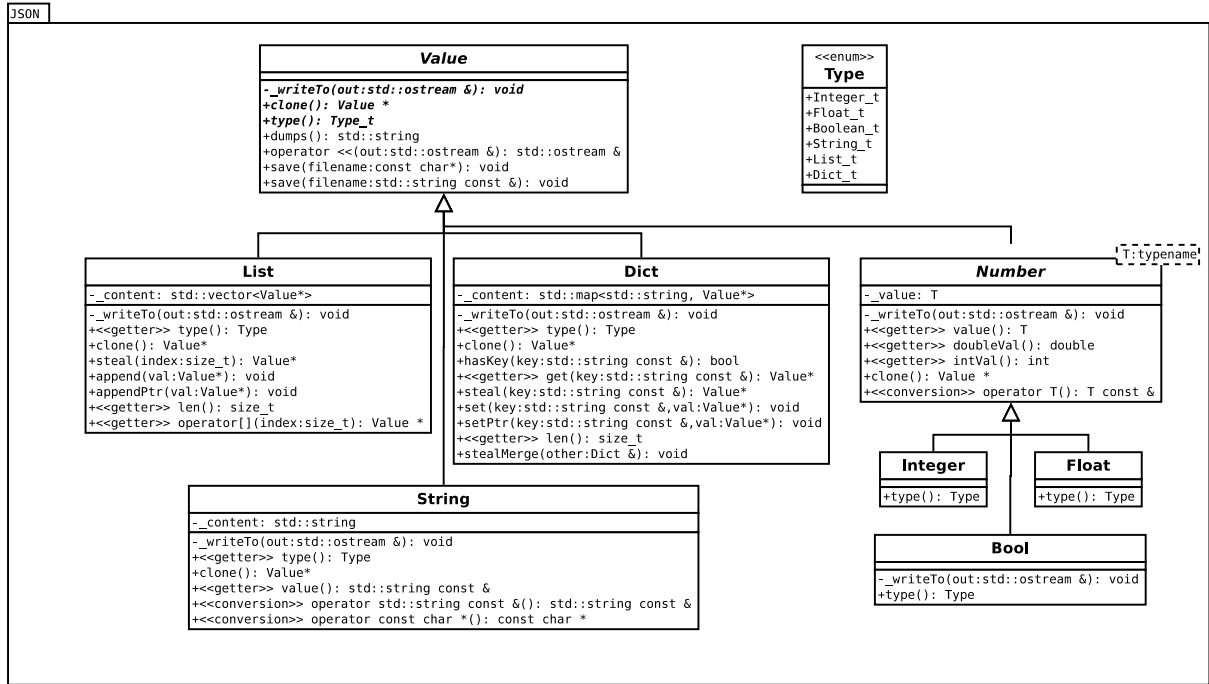 JSON
Value
-_writeTo(out:std::ostream &): void
+clone(): Value *
+type(): Type_t
+dumps(): std::string
+operator <<(out:std::ostream &): std::ostream &
+save(filename:const char*): void
+save(filename:std::string const &): void
<<enum>>
Type
+Integer_t
+Float_t
+Boolean_t
+String_t
+List_t
+Dict_t
List
-_content: std::vector<Value*>
-_writeTo(out:std::ostream &): void
+<<getter>> type(): Type
+clone(): Value*
+steal(index:size_t): Value*
+append(val:Value*): void
+appendPtr(val:Value*): void
+<<getter>> len(): size_t
+<<getter>> operator[](index:size_t): Value *
Dict
-_content: std::map<std::string, Value*>
-_writeTo(out:std::ostream &): void
+<<getter>> type(): Type
+clone(): Value*
+hasKey(key:std::string const &): bool
+<<getter>> get(key:std::string const &): Value*
+steal(key:std::string const &): Value*
+set(key:std::string const &,val:Value*): void
+setPtr(key:std::string const &,val:Value*): void
+<<getter>> len(): size_t
+stealMerge(other:Dict &): void
T:typename
Number
-_value: T
-_writeTo(out:std::ostream &): void
+<<getter>> value(): T
+<<getter>> doubleVal(): double
+<<getter>> intVal(): int
+clone(): Value *
+<<conversion>> operator T(): T const &
Integer
+type(): Type
Float
+type(): Type
String
-_content: std::string
-_writeTo(out:std::ostream &): void
+<<getter>> type(): Type
+clone(): Value*
+<<getter>> value(): std::string const &
+<<conversion>> operator std::string const &(): std::string const &
+<<conversion>> operator const char *(): const char *
Bool
-_writeTo(out:std::ostream &): void
+type(): Type